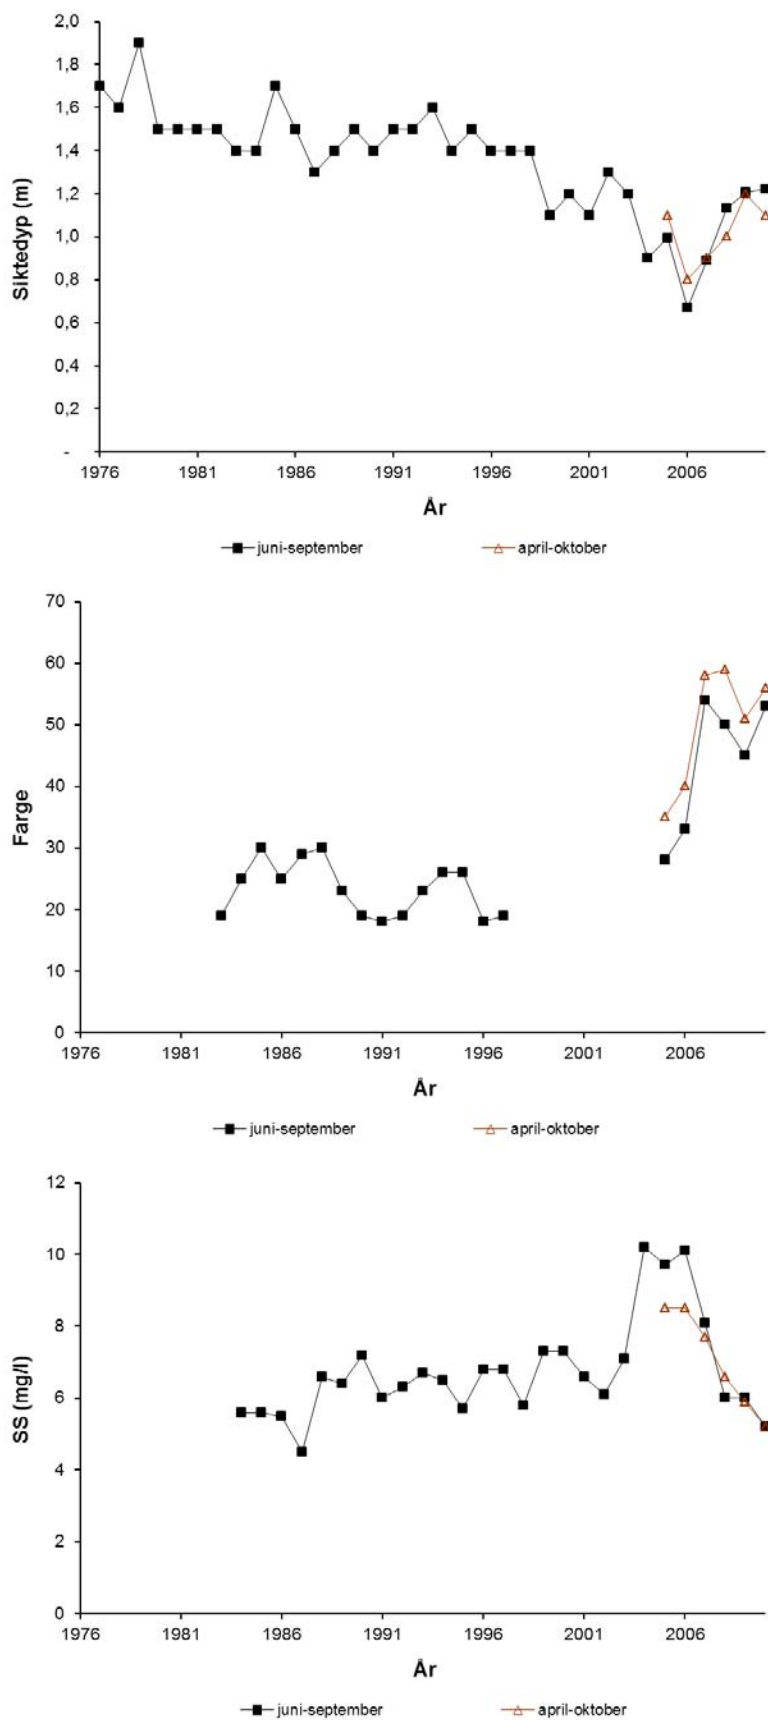 2,0
1,8
1,6
1,4
1,2
1,0
0,8
0,6
0,4
0,2
-
Siktedyp (m)
1976 1981 1986 1991 1996 2001 2006
År
juni-september april-oktober
70
60
50
40
30
20
10
0
Farge
1976 1981 1986 1991 1996 2001 2006
År
juni-september april-oktober
12
10
8
6
4
2
0
SS (mg/l)
1976 1981 1986 1991 1996 2001 2006
År
juni-september april-oktober